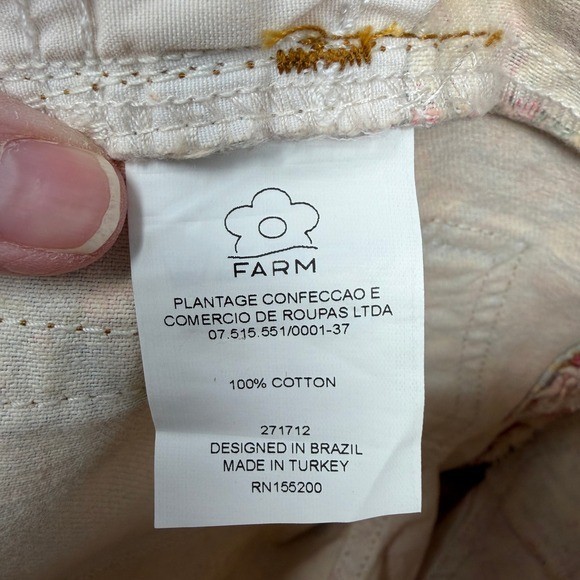 FARM
PLANTAGE CONFECCAO E
COMERCIO DE ROUPAS LTDA
07.515.551/0001-37
100% COTTON
271712
DESIGNED IN BRAZIL
MADE IN TURKEY
RN155200